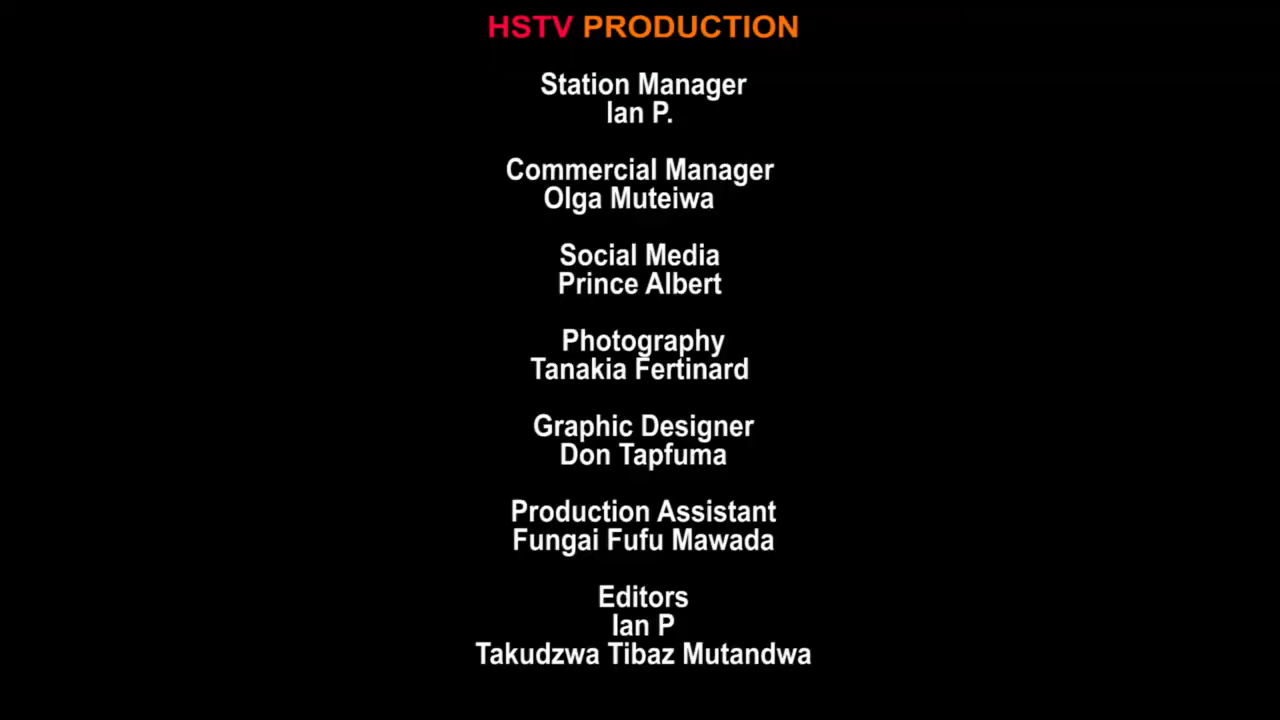 HSTV PRODUCTION
Station Manager
Ian P.
Commercial Manager
Olga Muteiwa
Social Media
Prince Albert
Photography
Tanakia Fertinard
Graphic Designer
Don Tapfuma
Production Assistant
Fungai Fufu Mawada
Editors
Ian P
Takudzwa Tibaz Mutandwa